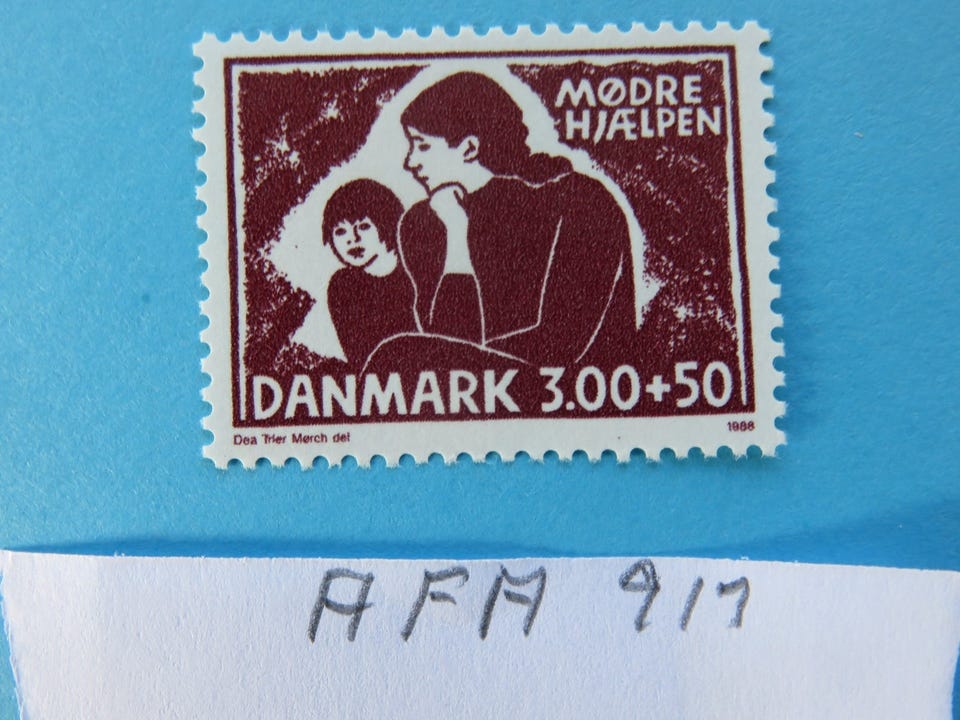 MØDRE
HJÆLPEN
DANMARK 3.00+50
Dea Trier Mørch del
1988
AFA 917